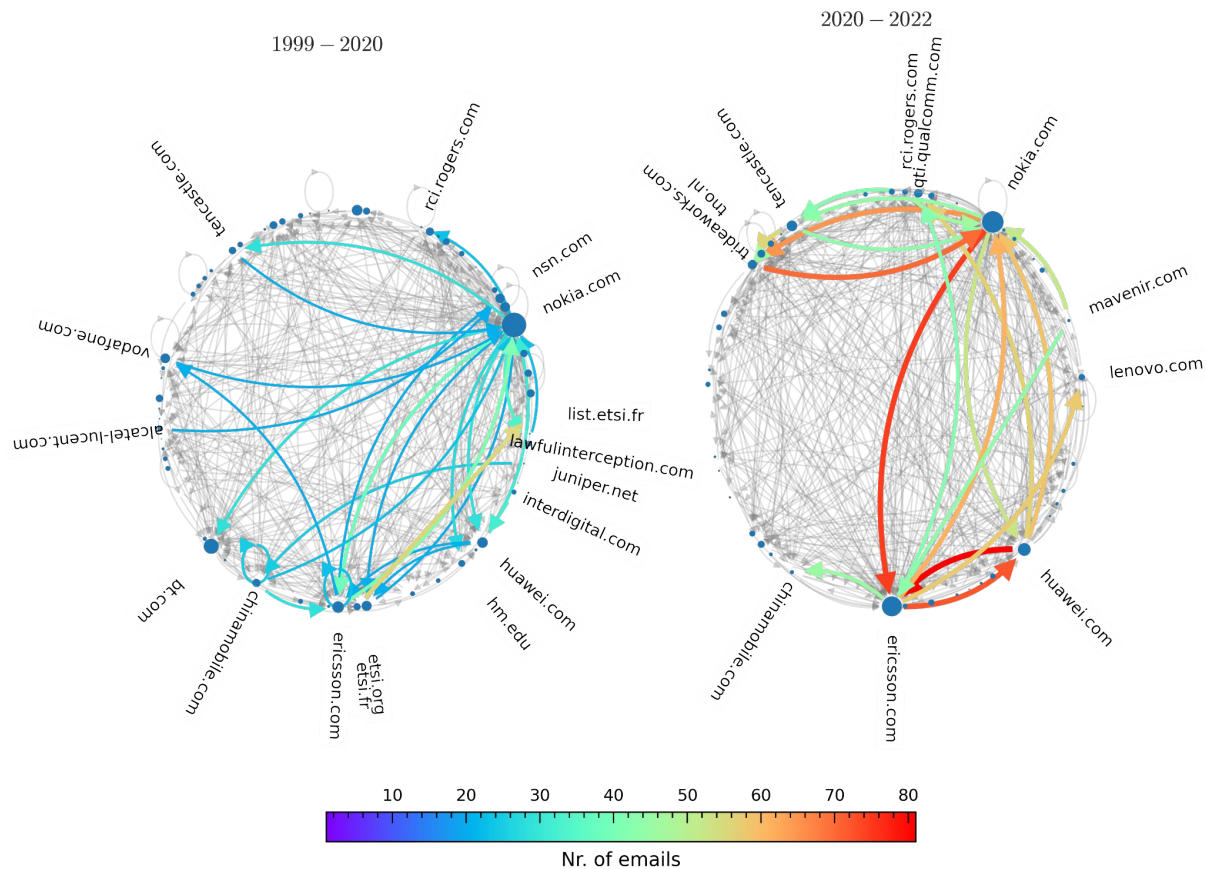 1999 − 2020
2020 − 2022
rci.rogers.com
tencastle.com
nsn.com
nokia.com
vodafone.com
alcatel-lucent.com
list.etsi.fr
lawfulinterception.com
juniper.net
interdigital.com
huawei.com
hm.edu
bt.com
chinamobile.com
ericsson.com
etsi.fr
etsi.org
rci.rogers.com
qti.qualcomm.com
nokia.com
tencastle.com
tno.nl
trideaworks.com
mavenir.com
lenovo.com
huawei.com
chinamobile.com
ericsson.com
10 20 30 40 50 60 70 80
Nr. of emails